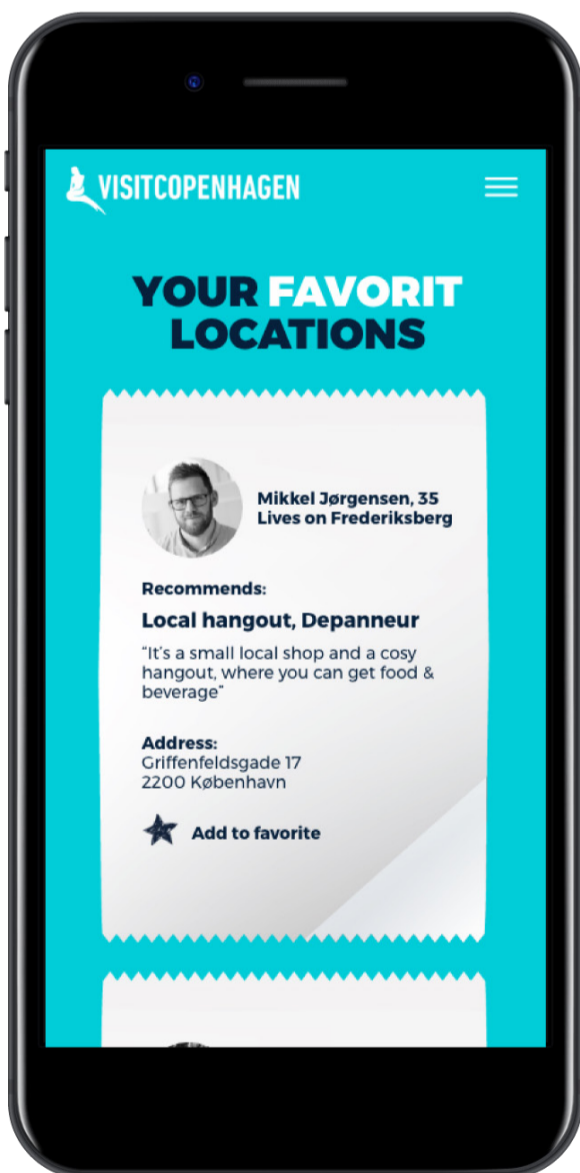 VISITCOPENHAGEN
YOUR FAVORIT
LOCATIONS
Mikkel Jørgensen, 35
Lives on Frederiksberg
Recommends:
Local hangout, Depanneur
“It’s a small local shop and a cosy
hangout, where you can get food &
beverage”
Address:
Griffenfeldsgade 17
2200 København
Add to favorite